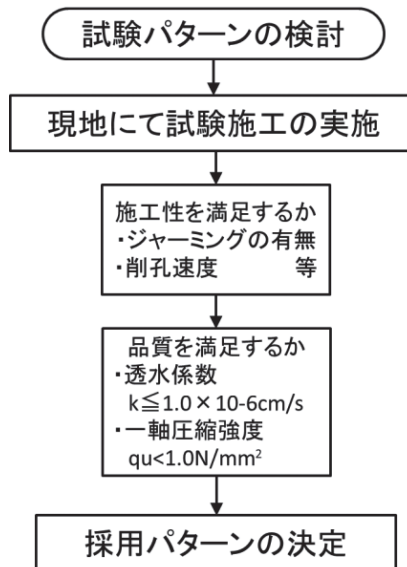 試験パターンの検討
現地にて試験施工の実施
施工性を満足するか
・ジャーミングの有無
・削孔速度　　　等
品質を満足するか
・透水係数
k≦1.0×10-6cm/s
・一軸圧縮強度
qu<1.0N/mm²
採用パターンの決定